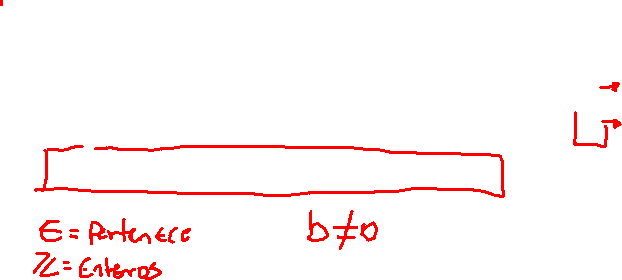 ∈ = Pertenece
b ≠ 0
ℤ = Enteros